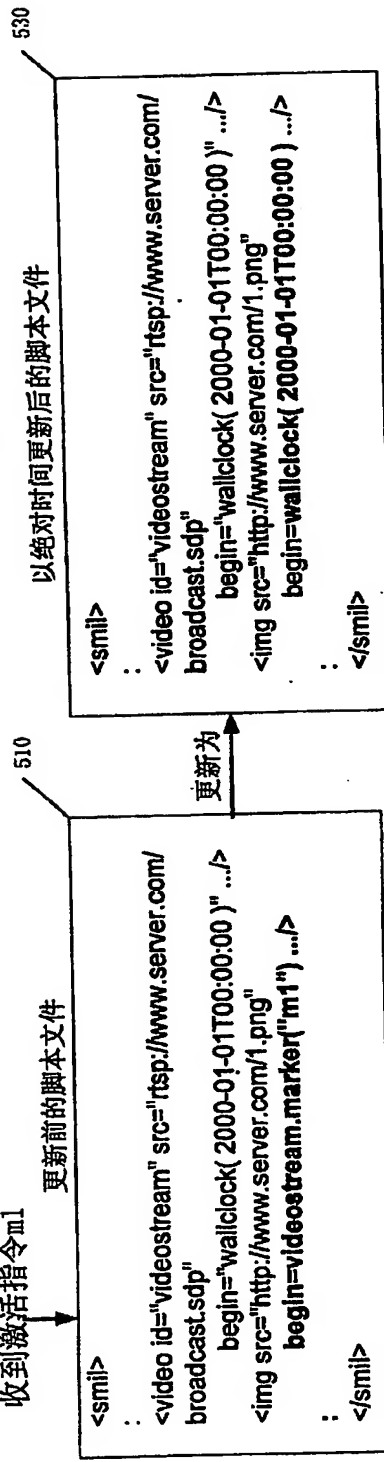 收到激活指令m1
更新前的脚本文件
510
<smil>
:
<video id="videostream" src="rtsp://www.server.com/
broadcast.sdp"
begin="wallclock( 2000-01-01T00:00:00 )" .../>
<img src="http://www.server.com/1.png"
begin=videostream.marker("m1") .../>
:
</smil>
更新为
以绝对时间更新后的脚本文件
530
<smil>
:
<video id="videostream" src="rtsp://www.server.com/
broadcast.sdp"
begin="wallclock( 2000-01-01T00:00:00 )" .../>
<img src="http://www.server.com/1.png"
begin=wallclock( 2000-01-01T00:00:00 ) .../>
:
</smil>